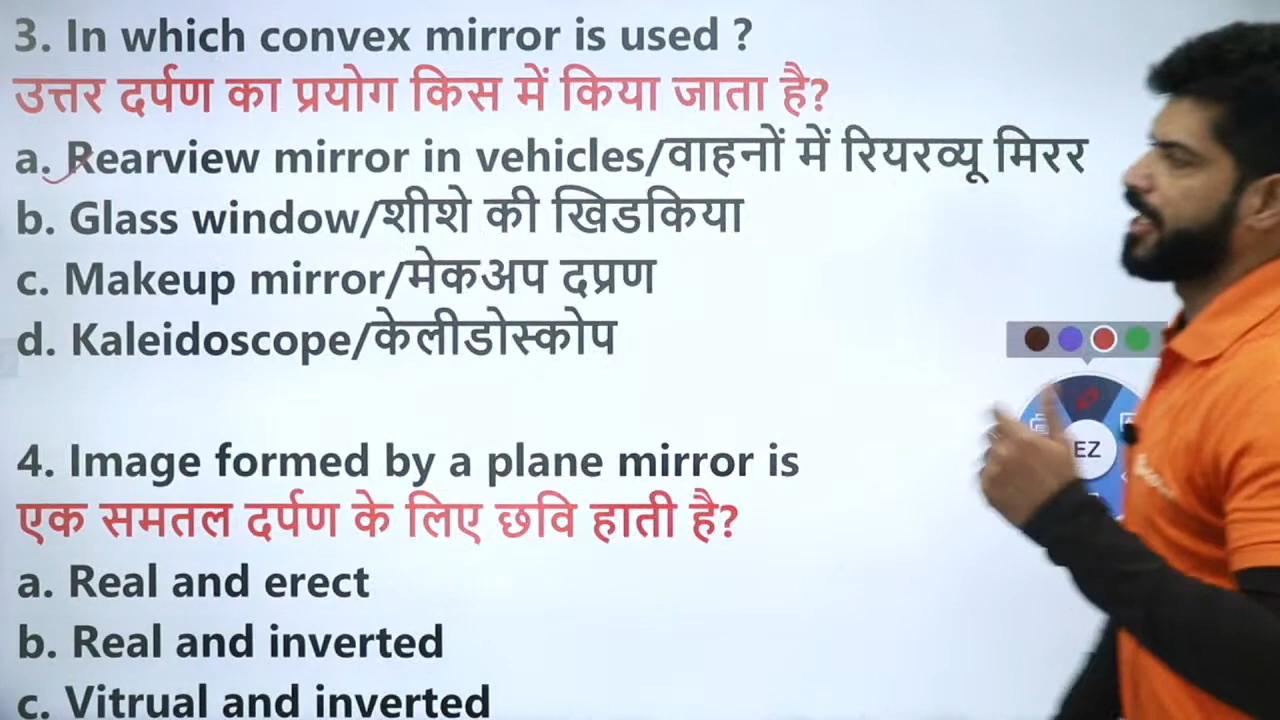 3. In which convex mirror is used ?
उत्तर दर्पण का प्रयोग किस में किया जाता है?
a. Rearview mirror in vehicles/वाहनों में रियरव्यू मिरर
b. Glass window/शीशे की खिडकिया
c. Makeup mirror/मेकअप दप्रण
d. Kaleidoscope/केलीडोस्कोप
4. Image formed by a plane mirror is
एक समतल दर्पण के लिए छवि हाती है?
a. Real and erect
b. Real and inverted
c. Vitrual and inverted
EZ